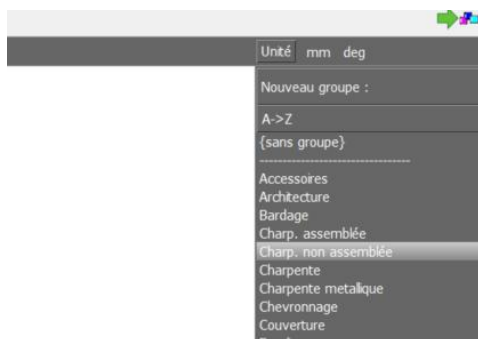 Unité mm deg
Nouveau groupe :
A->Z
{sans groupe}
---------------------------------
Accessoires
Architecture
Bardage
Charp. assemblée
Charp. non assemblée
Charpente
Charpente metallique
Chevronnage
Couverture